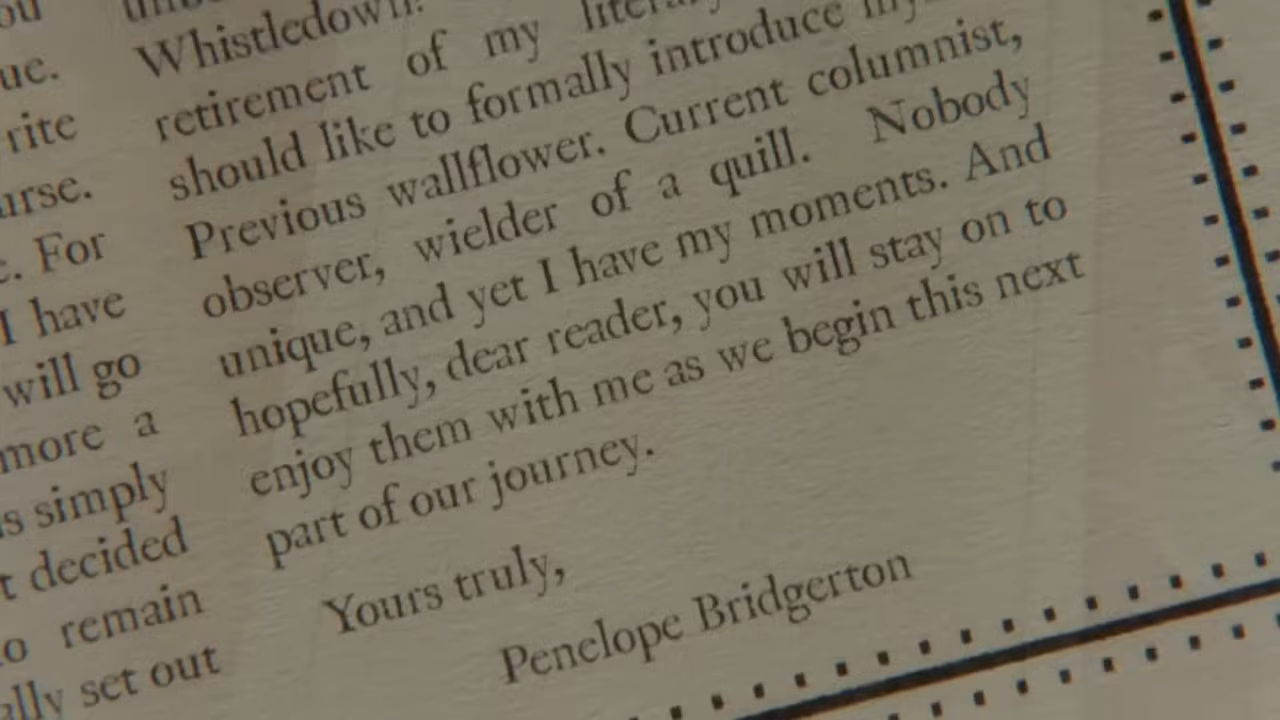 ou
ue.
rite
urse.
. For
I have
will go
more a
s simply
t decided
o remain
ally set out
Whistledown.
retirement of my
should like to formally introduce
Previous wallflower. Current columnist,
observer, wielder of a quill. Nobody
unique, and yet I have my moments. And
hopefully, dear reader, you will stay on to
enjoy them with me as we begin this next
part of our journey.
Yours truly,
Penelope Bridgerton